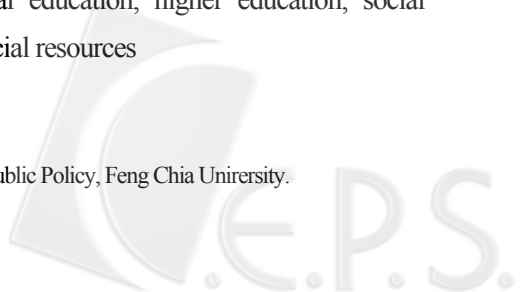 al education, higher education, social
cial resources
ublic Policy, Feng Chia Unirersity.
C.E.P.S.